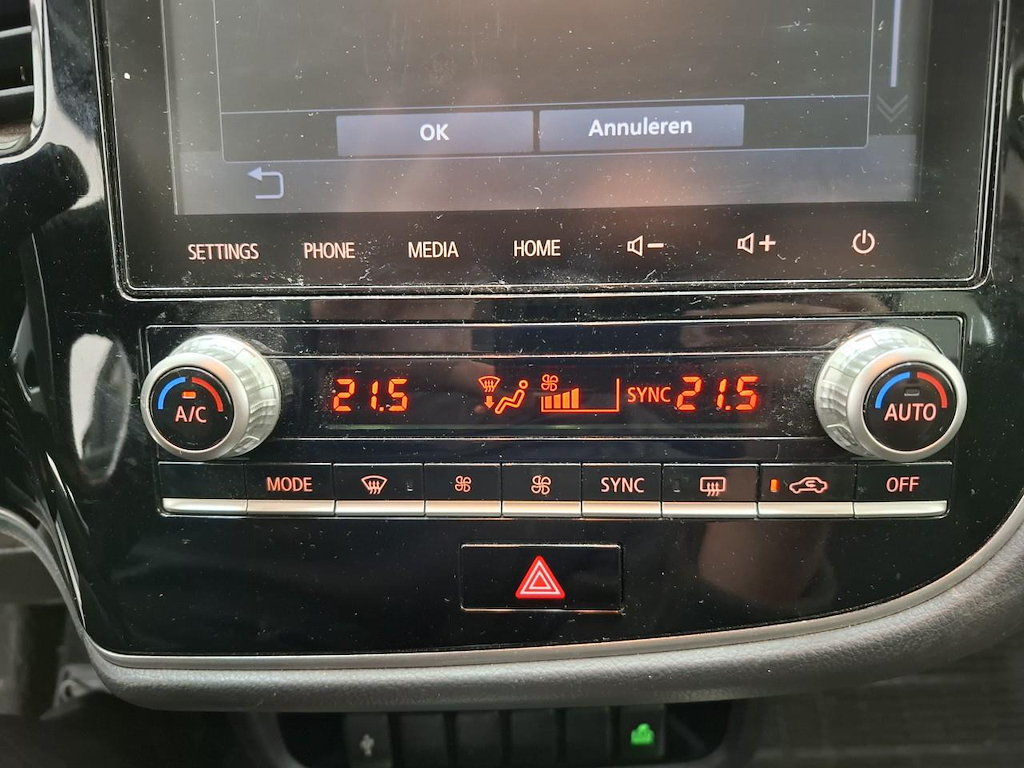 OK Annuleren
SETTINGS PHONE MEDIA HOME
A/C 21.5 SYNC 21.5 AUTO
MODE SYNC OFF